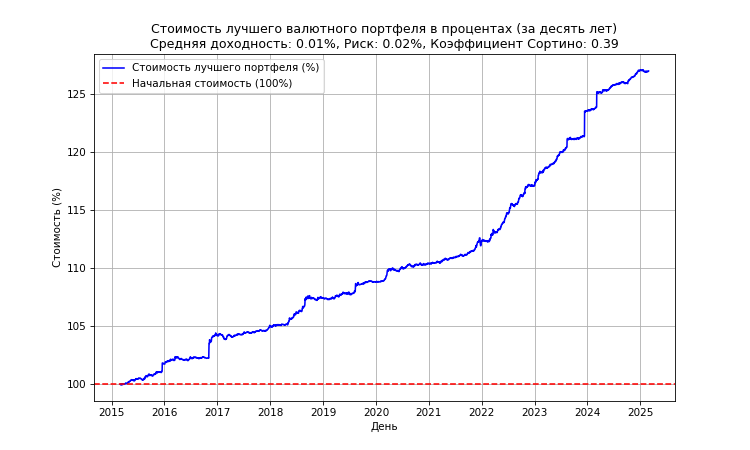 Стоимость лучшего валютного портфеля в процентах (за десять лет)
Средняя доходность: 0.01%, Риск: 0.02%, Коэффициент Сортино: 0.39
Стоимость лучшего портфеля (%)
Начальная стоимость (100%)
Стоимость (%)
125
120
115
110
105
100
2015 2016 2017 2018 2019 2020 2021 2022 2023 2024 2025
День